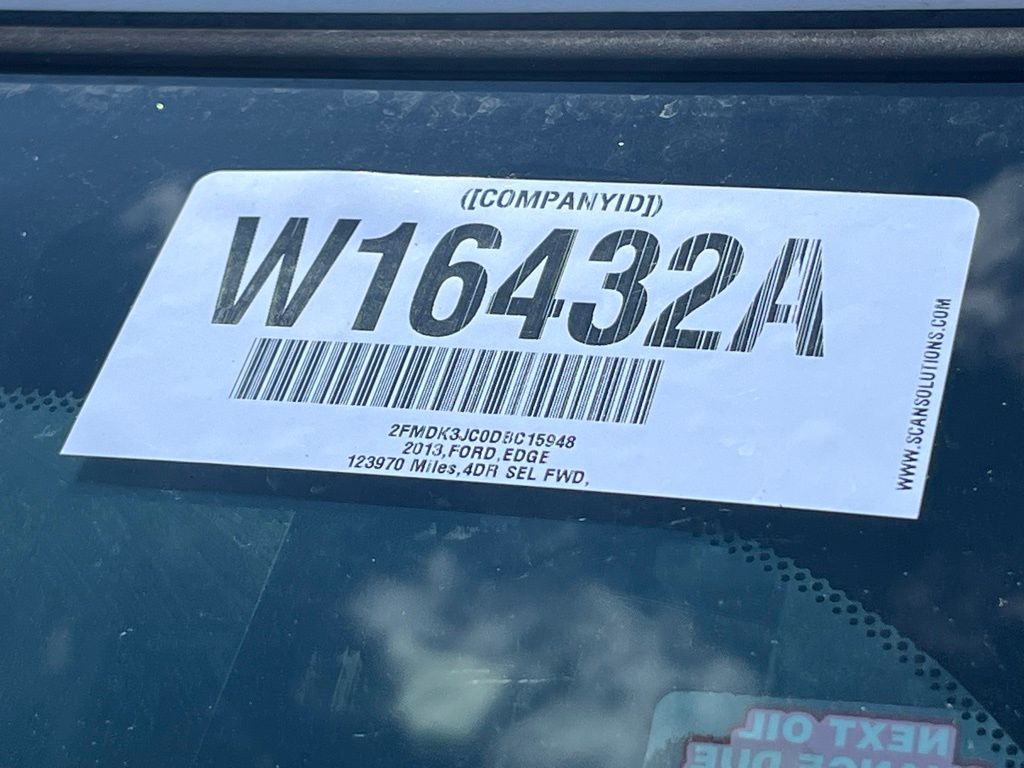 ([COMPANYID])
W16432A
2FMDK3JC0DBC15948
2013,FORD,EDGE
123970 Miles,4DR SEL FWD,
WWW.SCANSOLUTIONS.COM
NEXT OIL